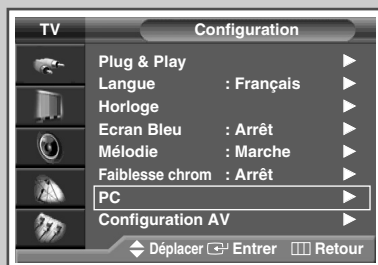 TV Configuration
Plug & Play
Langue : Français
Horloge
Ecran Bleu : Arrêt
Mélodie : Marche
Faiblesse chrom : Arrêt
PC
Configuration AV
Déplacer Entrer Retour